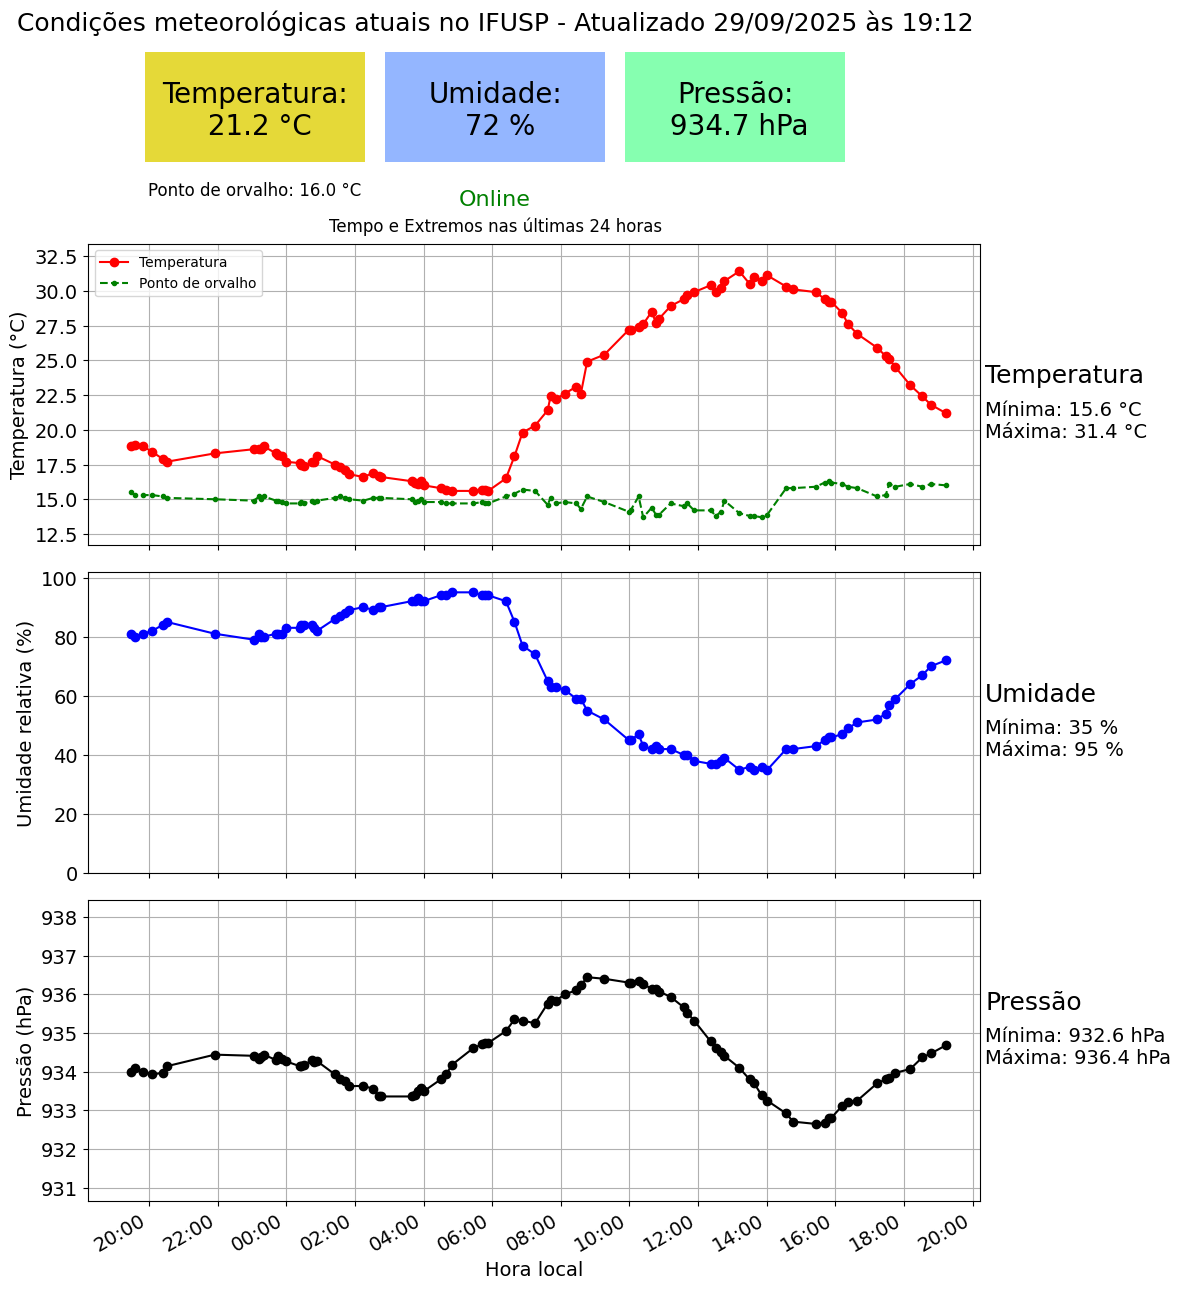 Condições meteorológicas atuais no IFUSP - Atualizado 29/09/2025 às 19:12
Temperatura:
21.2 °C
Umidade:
72 %
Pressão:
934.7 hPa
Ponto de orvalho: 16.0 °C
Online
Tempo e Extremos nas últimas 24 horas
Temperatura
Ponto de orvalho
Temperatura (°C)
32.5
30.0
27.5
25.0
22.5
20.0
17.5
15.0
12.5
Temperatura
Mínima: 15.6 °C
Máxima: 31.4 °C
Umidade relativa (%)
100
80
60
40
20
0
Umidade
Mínima: 35 %
Máxima: 95 %
Pressão (hPa)
938
937
936
935
934
933
932
931
Pressão
Mínima: 932.6 hPa
Máxima: 936.4 hPa
20:00 22:00 00:00 02:00 04:00 06:00 08:00 10:00 12:00 14:00 16:00 18:00 20:00
Hora local